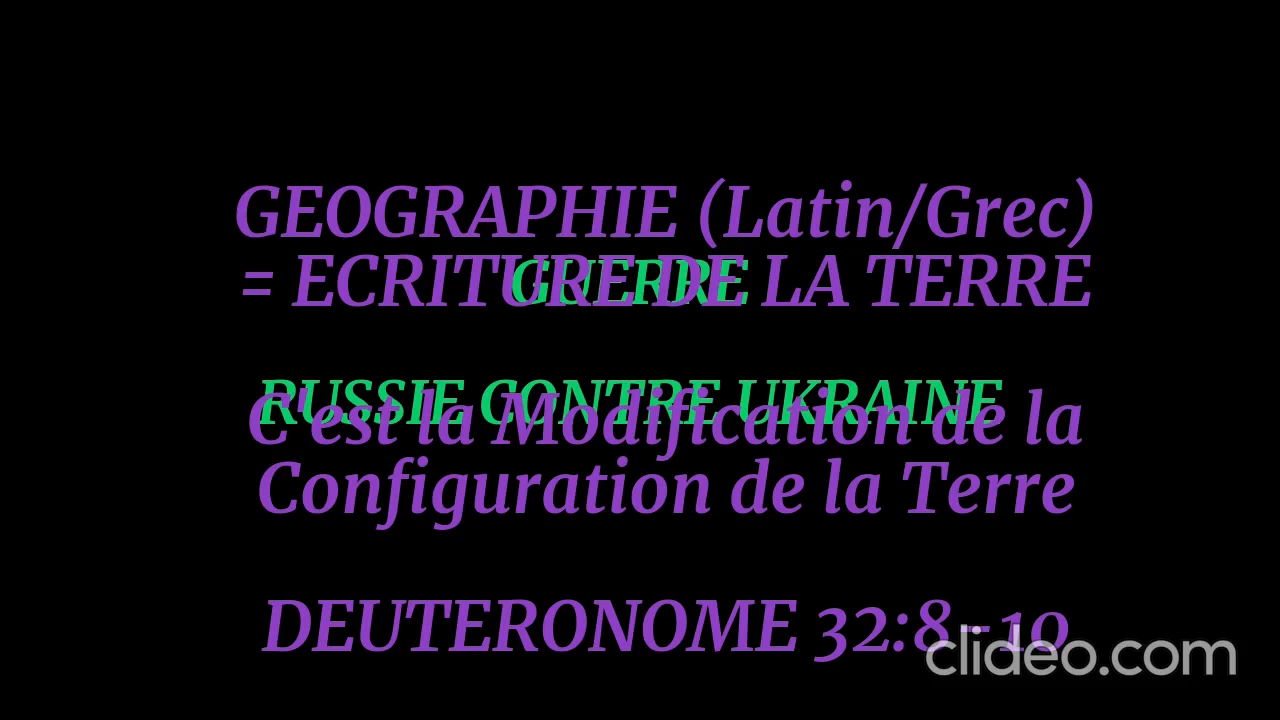 GEOGRAPHIE (Latin/Grec)
= ECRITURE DE LA TERRE
GUERRE
RUSSIE CONTRE UKRAINE
C'est la Modification de la
Configuration de la Terre
DEUTERONOME 32:8-10
clideo.com